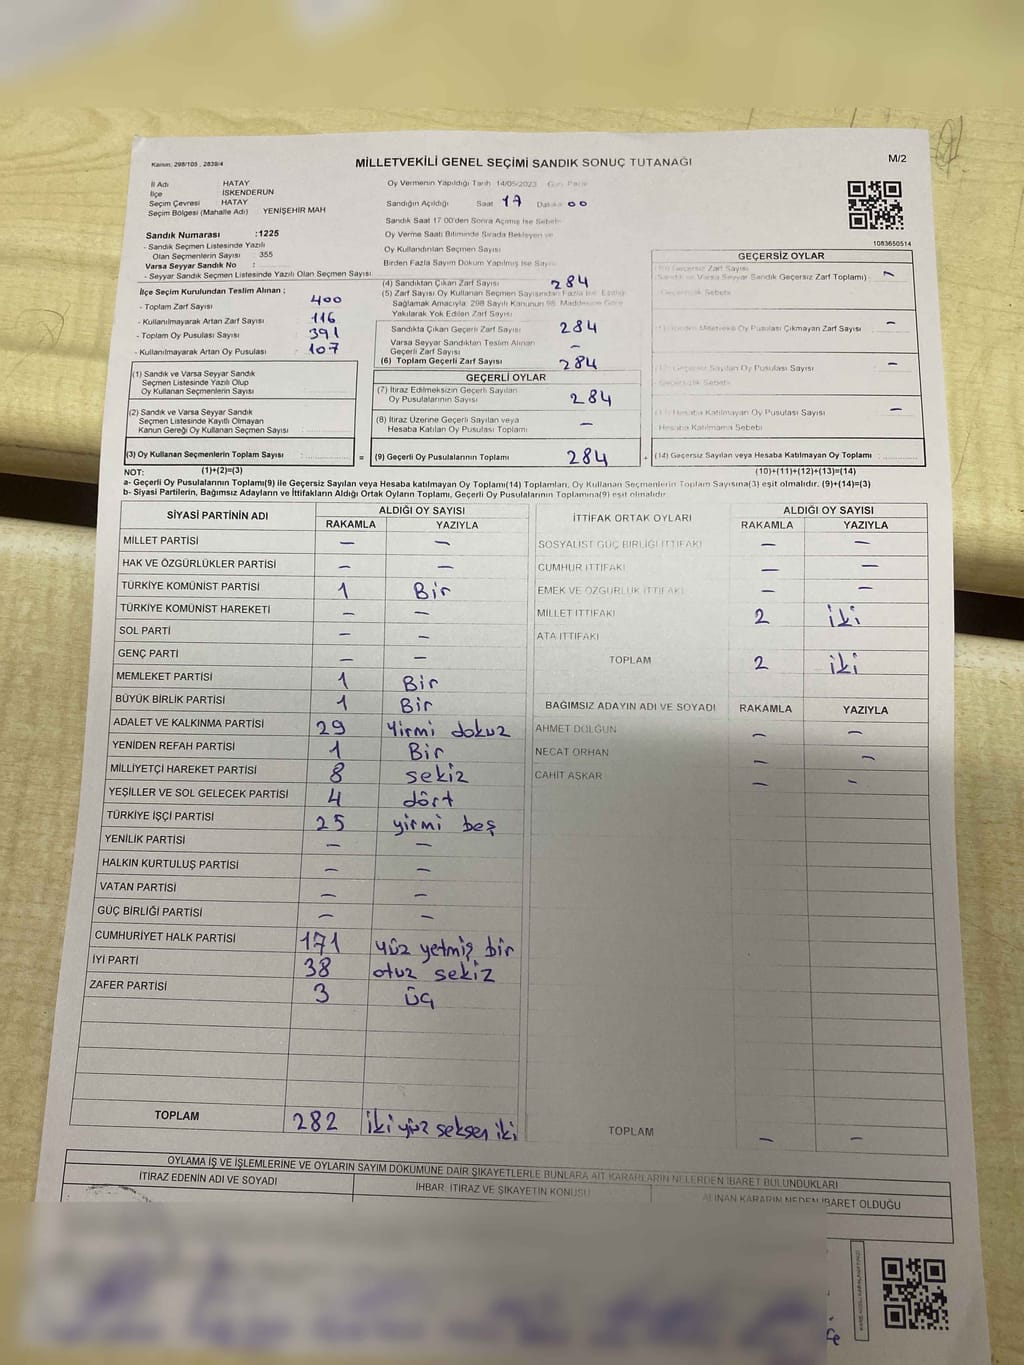 Kanun: 298/105 , 2839/4
MİLLETVEKİLİ GENEL SEÇİMİ SANDIK SONUÇ TUTANAĞI
M/2
İl Adı HATAY
İlçe İSKENDERUN
Seçim Çevresi HATAY
Seçim Bölgesi (Mahalle Adı) : YENİŞEHİR MAH
Sandık Numarası :1225
- Sandık Seçmen Listesinde Yazılı
Olan Seçmenlerin Sayısı : 355
Varsa Seyyar Sandık No :
- Seyyar Sandık Seçmen Listesinde Yazılı Olan Seçmen Sayısı
Oy Vermenin Yapıldığı Tarih 14/05/2023 Gün Pazar
Sandığın Açıldığı Saat 17 Dakika 00
Sandık Saat 17.00'den Sonra Açılmış İse Sebebi
Oy Verme Saati Bitiminde Sırada Bekleyen ve
Oy Kullandırılan Seçmen Sayısı
Birden Fazla Sayım Döküm Yapılmış İse Sayısı
1083650514
İlçe Seçim Kurulundan Teslim Alınan ;
- Toplam Zarf Sayısı 400
- Kullanılmayarak Artan Zarf Sayısı 116
- Toplam Oy Pusulası Sayısı 391
- Kullanılmayarak Artan Oy Pusulası 107
(1) Sandık ve Varsa Seyyar Sandık
Seçmen Listesinde Yazılı Olup
Oy Kullanan Seçmenlerin Sayısı
(2) Sandık ve Varsa Seyyar Sandık
Seçmen Listesinde Kayıtlı Olmayan
Kanun Gereği Oy Kullanan Seçmen Sayısı
(3) Oy Kullanan Seçmenlerin Toplam Sayısı :
(4) Sandıktan Çıkan Zarf Sayısı 284
(5) Zarf Sayısı Oy Kullanan Seçmen Sayısından Fazla İse, Eşitliği
Sağlamak Amacıyla, 298 Sayılı Kanunun 98. Maddesine Göre
Yakılarak Yok Edilen Zarf Sayısı
Sandıkta Çıkan Geçerli Zarf Sayısı 284
Varsa Seyyar Sandıktan Teslim Alınan
Geçerli Zarf Sayısı –
(6) Toplam Geçerli Zarf Sayısı 284
GEÇERLİ OYLAR
(7) İtiraz Edilmeksizin Geçerli Sayılan
Oy Pusulalarının Sayısı 284
(8) İtiraz Üzerine Geçerli Sayılan veya
Hesaba Katılan Oy Pusulası Toplamı –
= (9) Geçerli Oy Pusulalarının Toplamı 284
GEÇERSİZ OYLAR
(10) Geçersiz Zarf Sayısı
(Sandık ve Varsa Seyyar Sandık Geçersiz Zarf Toplamı) –
Geçersizlik Sebebi
Milletvekili Oy Pusulası Çıkmayan Zarf Sayısı –
Geçersiz Sayılan Oy Pusulası Sayısı –
Geçersizlik Sebebi
(13) Hesaba Katılmayan Oy Pusulası Sayısı –
Hesaba Katılmama Sebebi
+ (14) Geçersiz Sayılan veya Hesaba Katılmayan Oy Toplamı
NOT: (1)+(2)=(3) (10)+(11)+(12)+(13)=(14)
a- Geçerli Oy Pusulalarının Toplamı(9) ile Geçersiz Sayılan veya Hesaba katılmayan Oy Toplamı(14) Toplamları, Oy Kullanan Seçmenlerin Toplam Sayısına(3) eşit olmalıdır. (9)+(14)=(3)
b- Siyasi Partilerin, Bağımsız Adayların ve İttifakların Aldığı Ortak Oyların Toplamı, Geçerli Oy Pusulalarının Toplamına(9) eşit olmalıdır
SİYASİ PARTİNİN ADI ALDIĞI OY SAYISI
RAKAMLA YAZIYLA
MİLLET PARTİSİ – –
HAK VE ÖZGÜRLÜKLER PARTİSİ – –
TÜRKİYE KOMÜNİST PARTİSİ 1 Bir
TÜRKİYE KOMÜNİST HAREKETİ – –
SOL PARTİ – –
GENÇ PARTİ – –
MEMLEKET PARTİSİ 1 Bir
BÜYÜK BİRLİK PARTİSİ 1 Bir
ADALET VE KALKINMA PARTİSİ 29 Yirmi dokuz
YENİDEN REFAH PARTİSİ 1 Bir
MİLLİYETÇİ HAREKET PARTİSİ 8 sekiz
YEŞİLLER VE SOL GELECEK PARTİSİ 4 dört
TÜRKİYE İŞÇİ PARTİSİ 25 yirmi beş
YENİLİK PARTİSİ – –
HALKIN KURTULUŞ PARTİSİ – –
VATAN PARTİSİ – –
GÜÇ BİRLİĞİ PARTİSİ – –
CUMHURİYET HALK PARTİSİ 171 yüz yetmiş bir
İYİ PARTİ 38 otuz sekiz
ZAFER PARTİSİ 3 üç
TOPLAM 282 iki yüz seksen iki
İTTİFAK ORTAK OYLARI ALDIĞI OY SAYISI
RAKAMLA YAZIYLA
SOSYALİST GÜÇ BİRLİĞİ İTTİFAKI – –
CUMHUR İTTİFAKI – –
EMEK VE ÖZGÜRLÜK İTTİFAKI – –
MİLLET İTTİFAKI 2 iki
ATA İTTİFAKI
TOPLAM 2 iki
BAĞIMSIZ ADAYIN ADI VE SOYADI RAKAMLA YAZIYLA
AHMET DOLGUN – –
NECAT ORHAN – –
CAHİT AŞKAR – –
TOPLAM – –
OYLAMA İŞ VE İŞLEMLERİNE VE OYLARIN SAYIM DÖKÜMÜNE DAİR ŞİKAYETLERLE BUNLARA AİT KARARLARIN NELERDEN İBARET BULUNDUKLARI
İTİRAZ EDENİN ADI VE SOYADI İHBAR, İTİRAZ VE ŞİKAYETİN KONUSU ALINAN KARARIN NEDEN İBARET OLDUĞU